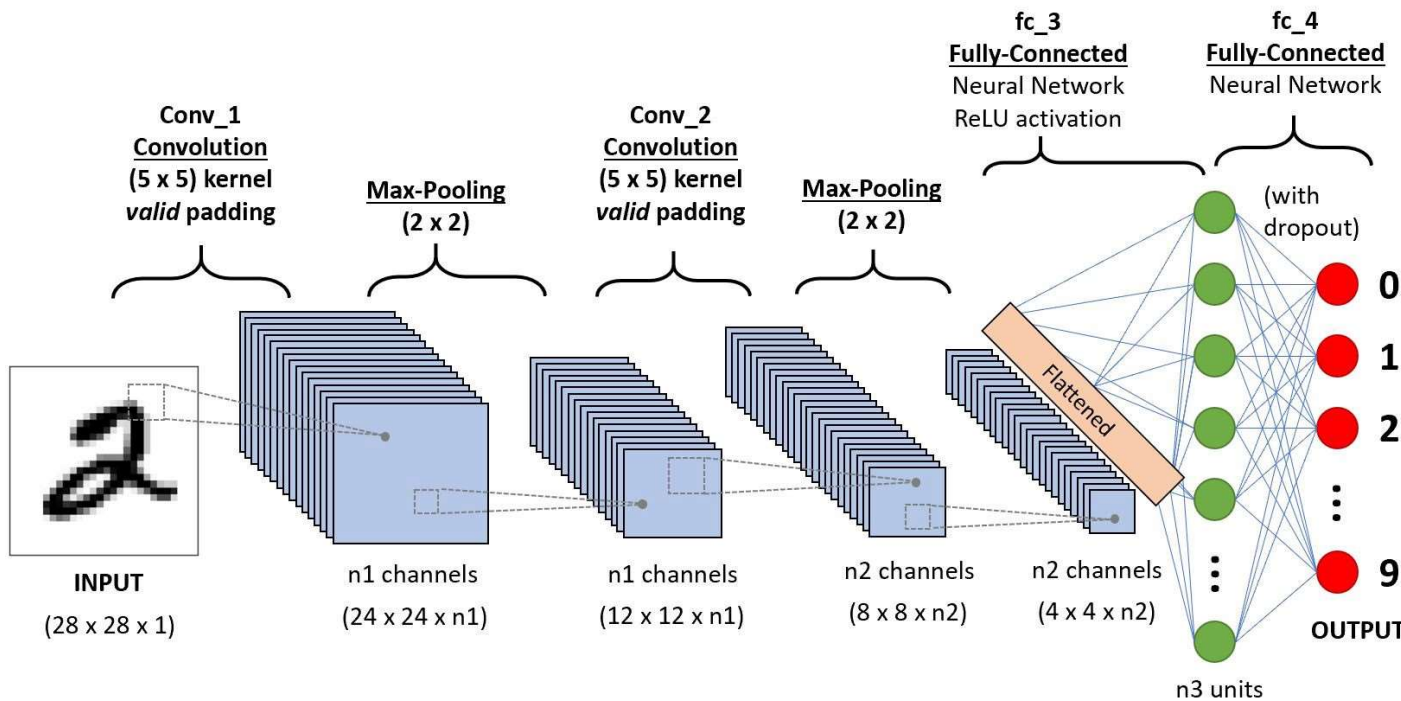 Conv_1
Convolution
(5 x 5) kernel
valid padding
Max-Pooling
(2 x 2)
Conv_2
Convolution
(5 x 5) kernel
valid padding
Max-Pooling
(2 x 2)
fc_3
Fully-Connected
Neural Network
ReLU activation
fc_4
Fully-Connected
Neural Network
(with
dropout)
INPUT
(28 x 28 x 1)
n1 channels
(24 x 24 x n1)
n1 channels
(12 x 12 x n1)
n2 channels
(8 x 8 x n2)
n2 channels
(4 x 4 x n2)
Flattened
n3 units
2
0
1
2
9
OUTPUT